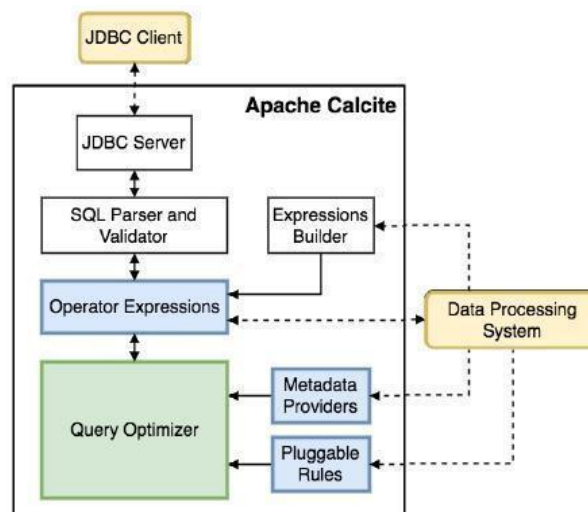 JDBC Client
Apache Calcite
JDBC Server
SQL Parser and
Validator
Expressions
Builder
Operator Expressions
Data Processing
System
Query Optimizer
Metadata
Providers
Pluggable
Rules